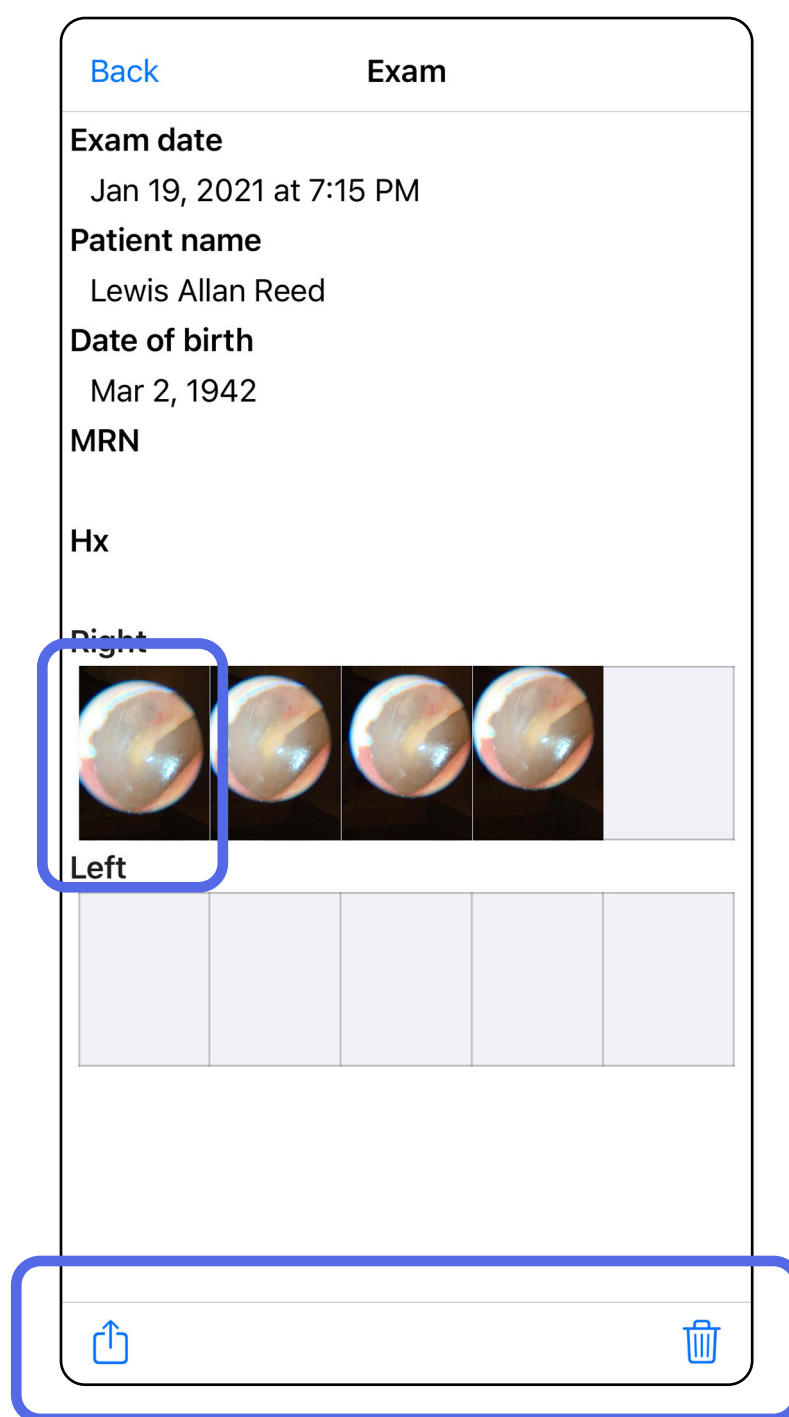 Back
Exam
Exam date
Jan 19, 2021 at 7:15 PM
Patient name
Lewis Allan Reed
Date of birth
Mar 2, 1942
MRN
Hx
Right
Left